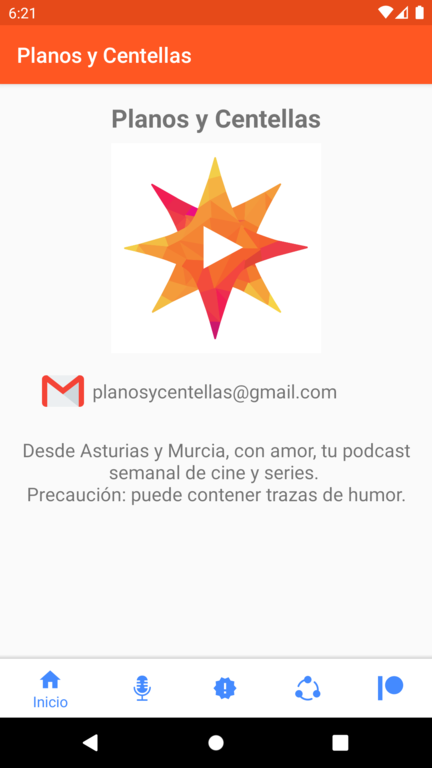 6:21
Planos y Centellas
Planos y Centellas
planosycentellas@gmail.com
Desde Asturias y Murcia, con amor, tu podcast
semanal de cine y series.
Precaución: puede contener trazas de humor.
Inicio